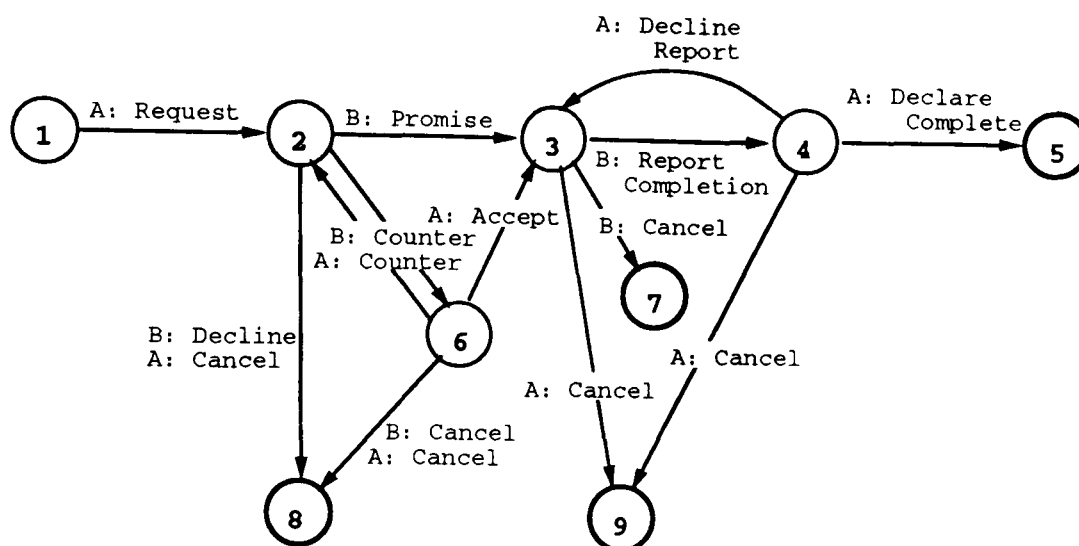 A: Decline
Report
A: Request
B: Promise
A: Declare
Complete
1
2
3
4
5
B: Report
Completion
A: Accept
B: Cancel
B: Counter
A: Counter
7
6
B: Decline
A: Cancel
A: Cancel
A: Cancel
B: Cancel
A: Cancel
8
9